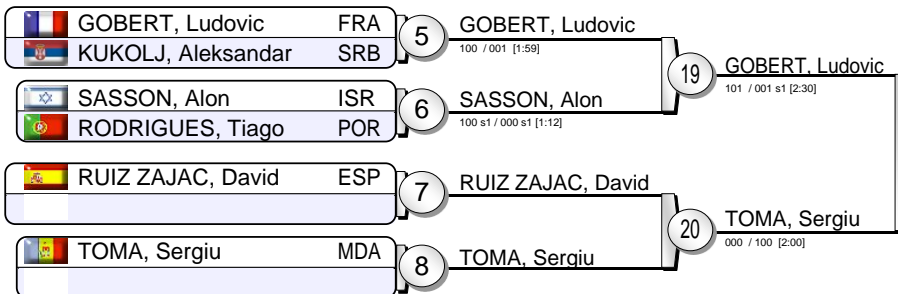 GOBERT, Ludovic FRA
KUKOLJ, Aleksandar SRB
5
GOBERT, Ludovic
100 / 001 [1:59]
SASSON, Alon ISR
RODRIGUES, Tiago POR
6
SASSON, Alon
100 s1 / 000 s1 [1:12]
19
GOBERT, Ludovic
101 / 001 s1 [2:30]
RUIZ ZAJAC, David ESP
7
RUIZ ZAJAC, David
TOMA, Sergiu MDA
8
TOMA, Sergiu
20
TOMA, Sergiu
000 / 100 [2:00]